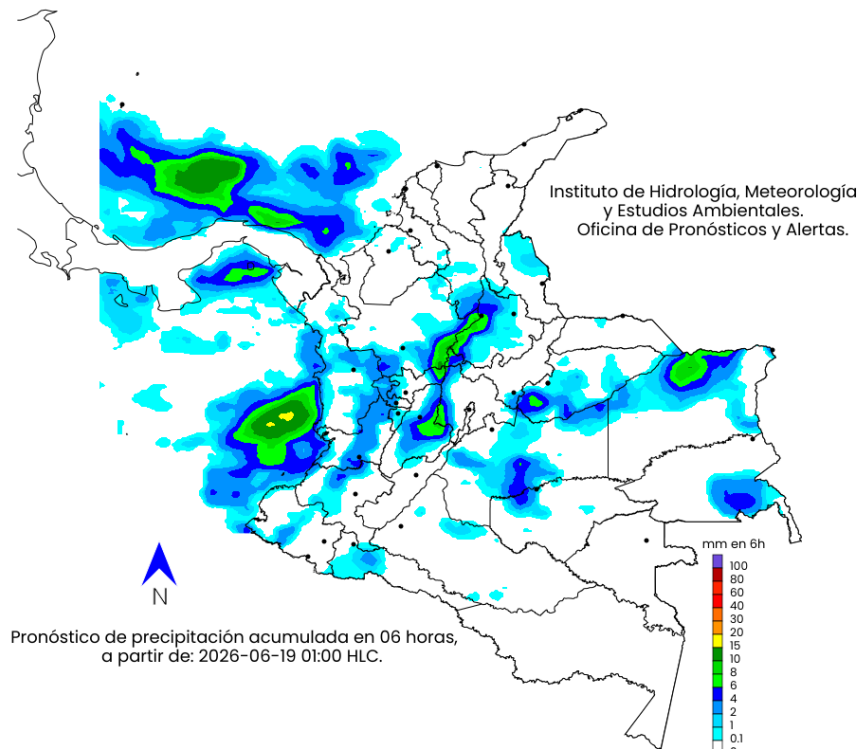 Instituto de Hidrología, Meteorología
y Estudios Ambientales.
Oficina de Pronósticos y Alertas.
N
mm en 6h
100
80
60
40
30
20
15
10
8
6
4
2
1
0.1
Pronóstico de precipitación acumulada en 06 horas,
a partir de: 2026-06-19 01:00 HLC.